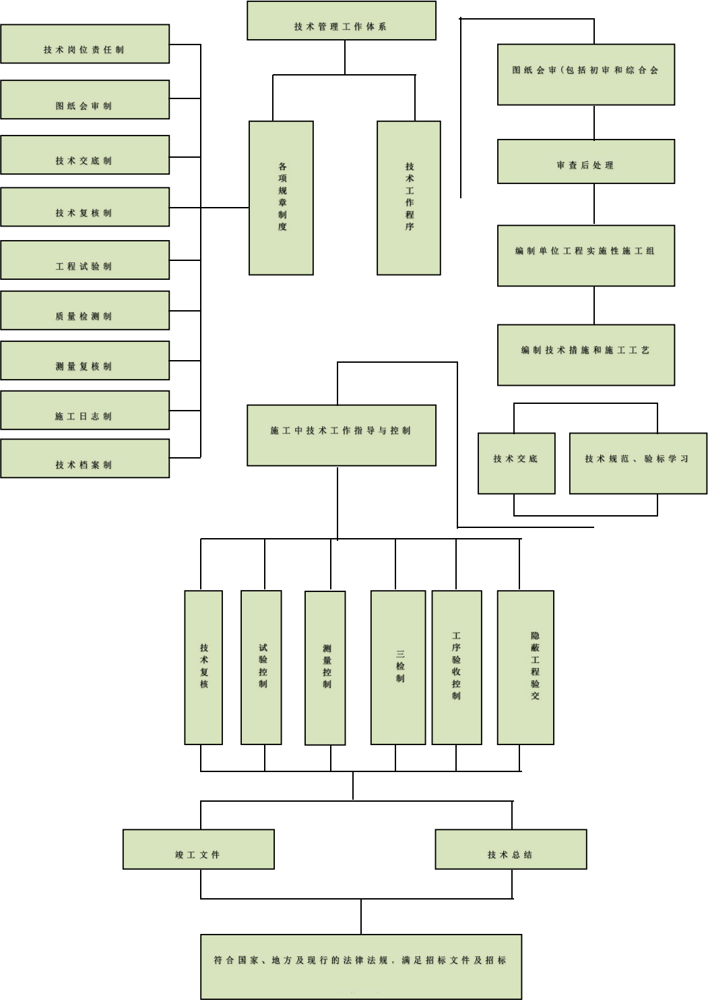 技术管理工作体系
技术岗位责任制
图纸会审制
技术交底制
技术复核制
工程试验制
质量检测制
测量复核制
施工日志制
技术档案制
各项规章制度
技术工作程序
图纸会审(包括初审和综合会
审查后处理
编制单位工程实施性施工组
编制技术措施和施工工艺
技术交底
技术规范、验标学习
施工中技术工作指导与控制
技术复核
试验控制
测量控制
三检制
工序验收控制
隐蔽工程验交
竣工文件
技术总结
符合国家、地方及现行的法律法规，满足招标文件及招标